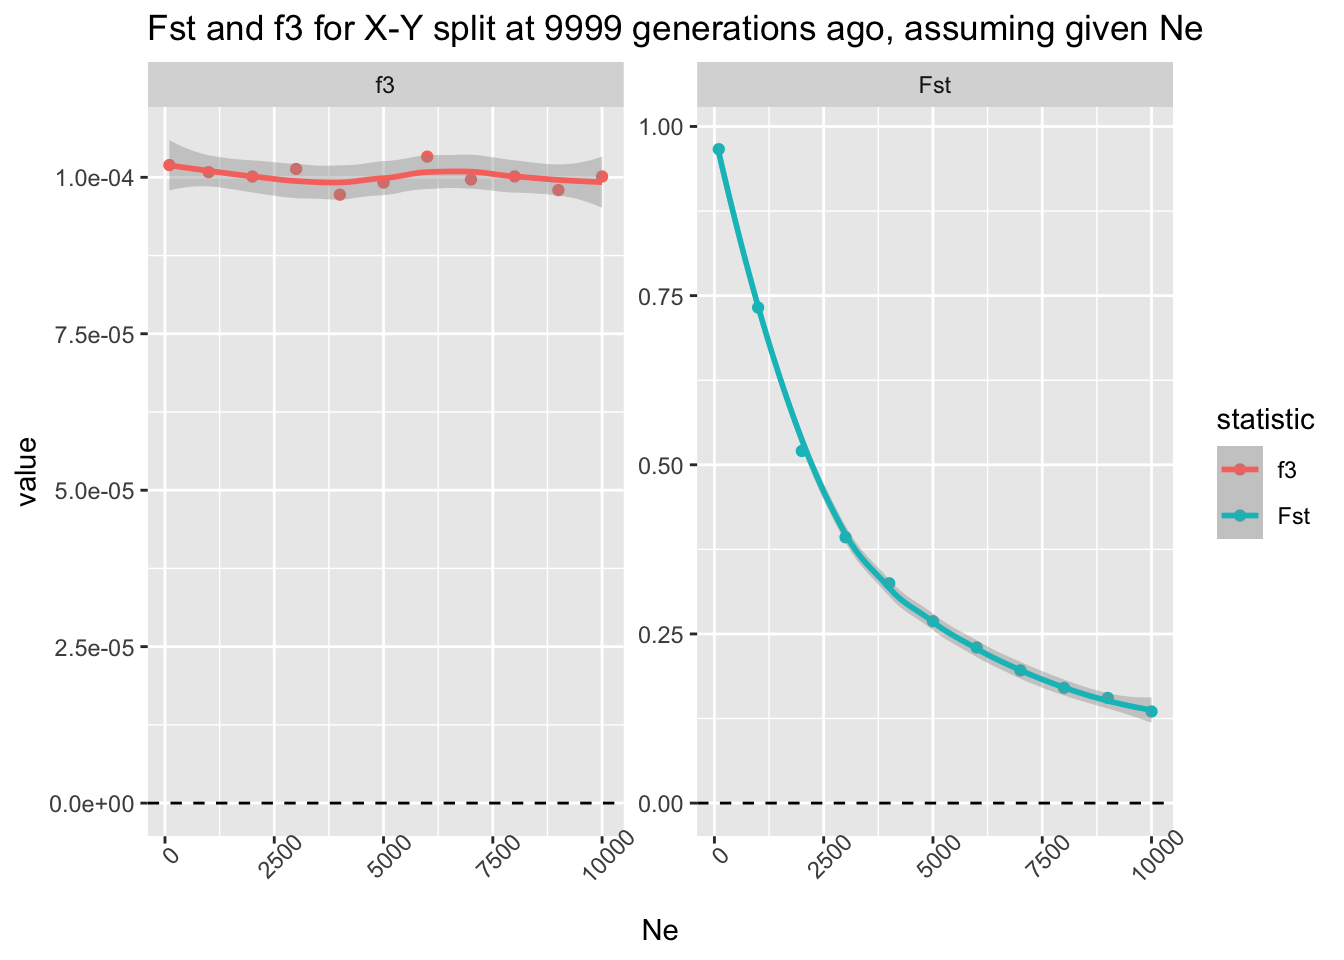 Fst and f3 for X-Y split at 9999 generations ago, assuming given Ne
f3
Fst
1.0e-04
7.5e-05
5.0e-05
2.5e-05
0.0e+00
1.00
0.75
0.50
0.25
0.00
value
0 2500 5000 7500 10000
0 2500 5000 7500 10000
Ne
statistic
f3
Fst